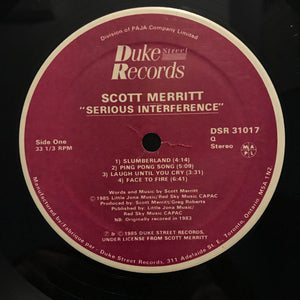 Division of PAJA Company Limited
Duke Street
Records
SCOTT MERRITT
"SERIOUS INTERFERENCE"
DSR 31017
Q
Stereo
MAPL
Side One
33 1/3 RPM
1) SLUMBERLAND (4:14)
2) PING PONG SONG (5:09)
3) LAUGH UNTIL YOU CRY (3:31)
4) FACE TO FIRE (6:41)
Words and Music by Scott Merritt
© 1985 Little Jona Music/Red Sky Music CAPAC
Produced by Scott Merritt/Greg Roberts
Published by Little Jona Music/
Red Sky Music CAPAC
NB: Originally recored in 1983
℗ & © 1985 DUKE STREET RECORDS,
UNDER LICENSE FROM SCOTT MERRITT
Fabrique par: Duke Street Records, 311 Adelaide St. E., Toronto, Ontario M5A 1N2